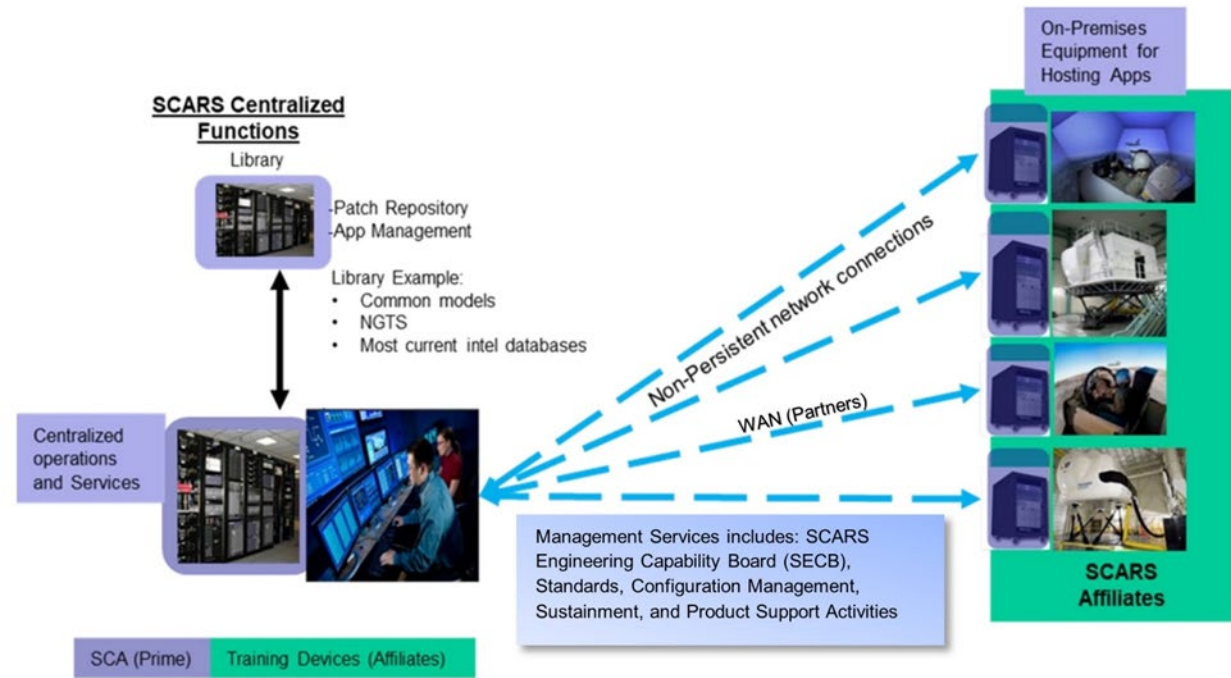 On-Premises
Equipment for
Hosting Apps
SCARS Centralized
Functions
Library
-Patch Repository
-App Management
Library Example:
• Common models
• NGTS
• Most current intel databases
Non-Persistent network connections
WAN (Partners)
Centralized
operations
and Services
Management Services includes: SCARS
Engineering Capability Board (SECB),
Standards, Configuration Management,
Sustainment, and Product Support Activities
SCARS
Affiliates
SCA (Prime)
Training Devices (Affiliates)